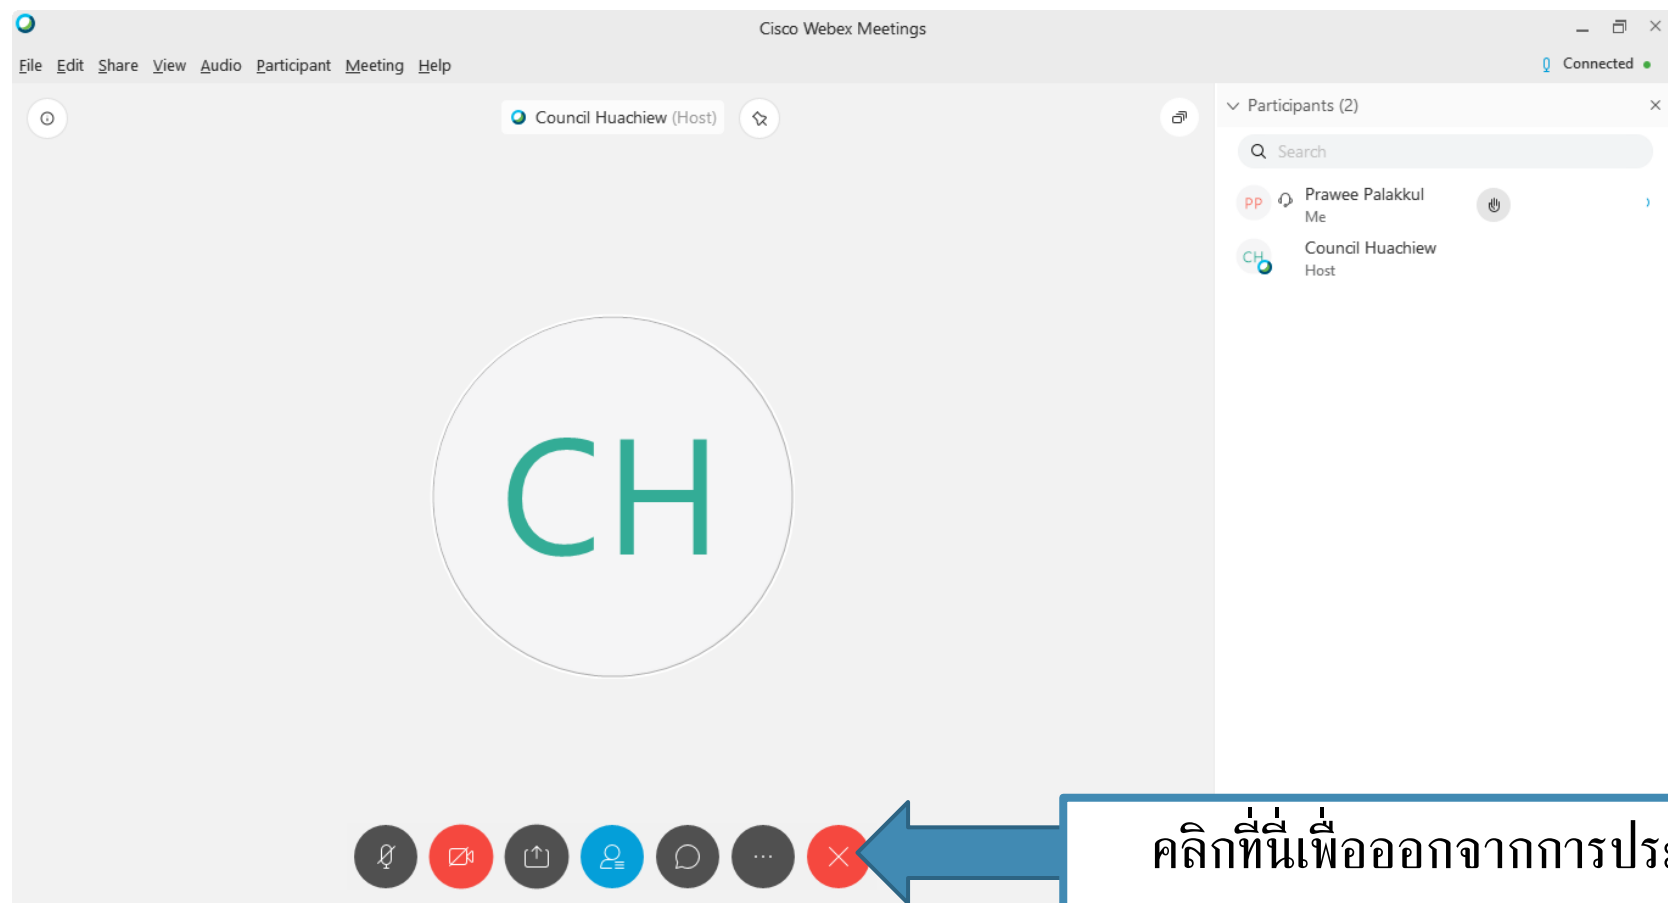 Cisco Webex Meetings
File Edit Share View Audio Participant Meeting Help
Connected
Council Huachiew (Host)
Participants (2)
Search
PP Prawee Palakkul
Me
CH Council Huachiew
Host
CH
คลิกที่นี่เพื่อออกจากการประ